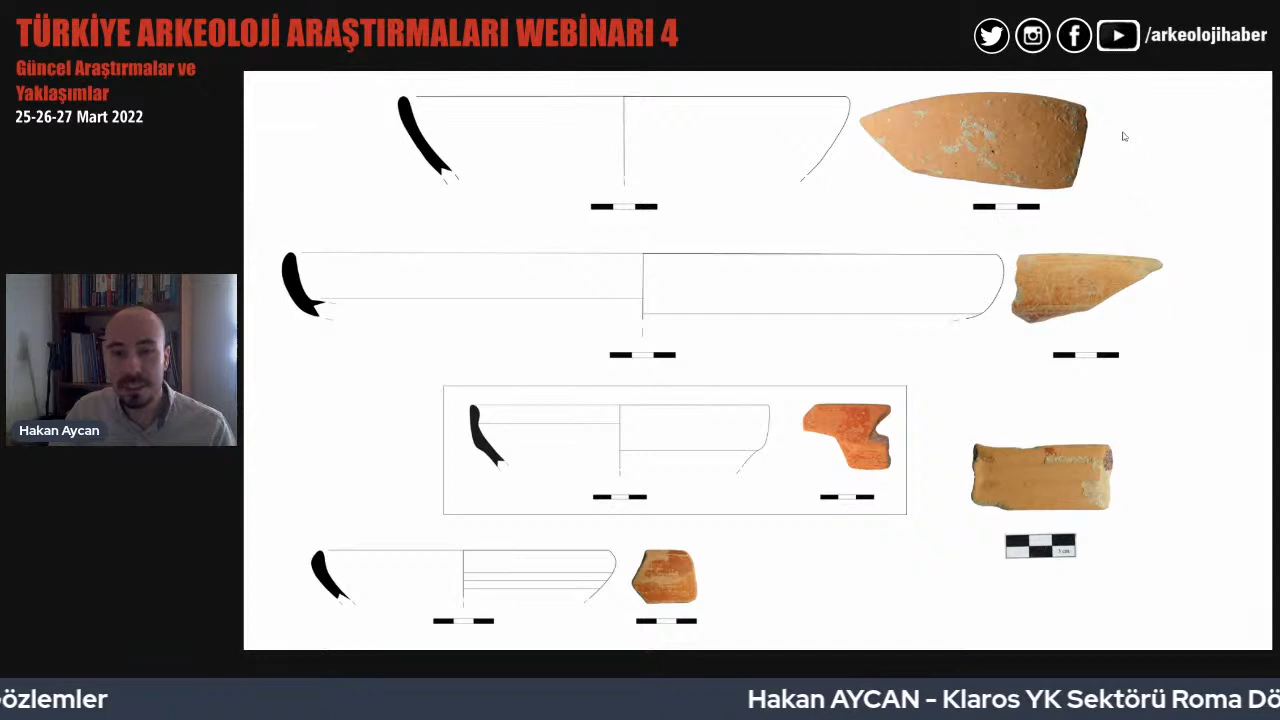 TÜRKİYE ARKEOLOJİ ARAŞTIRMALARI WEBİNARI 4
/arkeolojihaber
Güncel Araştırmalar ve
Yaklaşımlar
25-26-27 Mart 2022
Hakan Aycan
özlemler
Hakan AYCAN - Klaros YK Sektörü Roma Dö